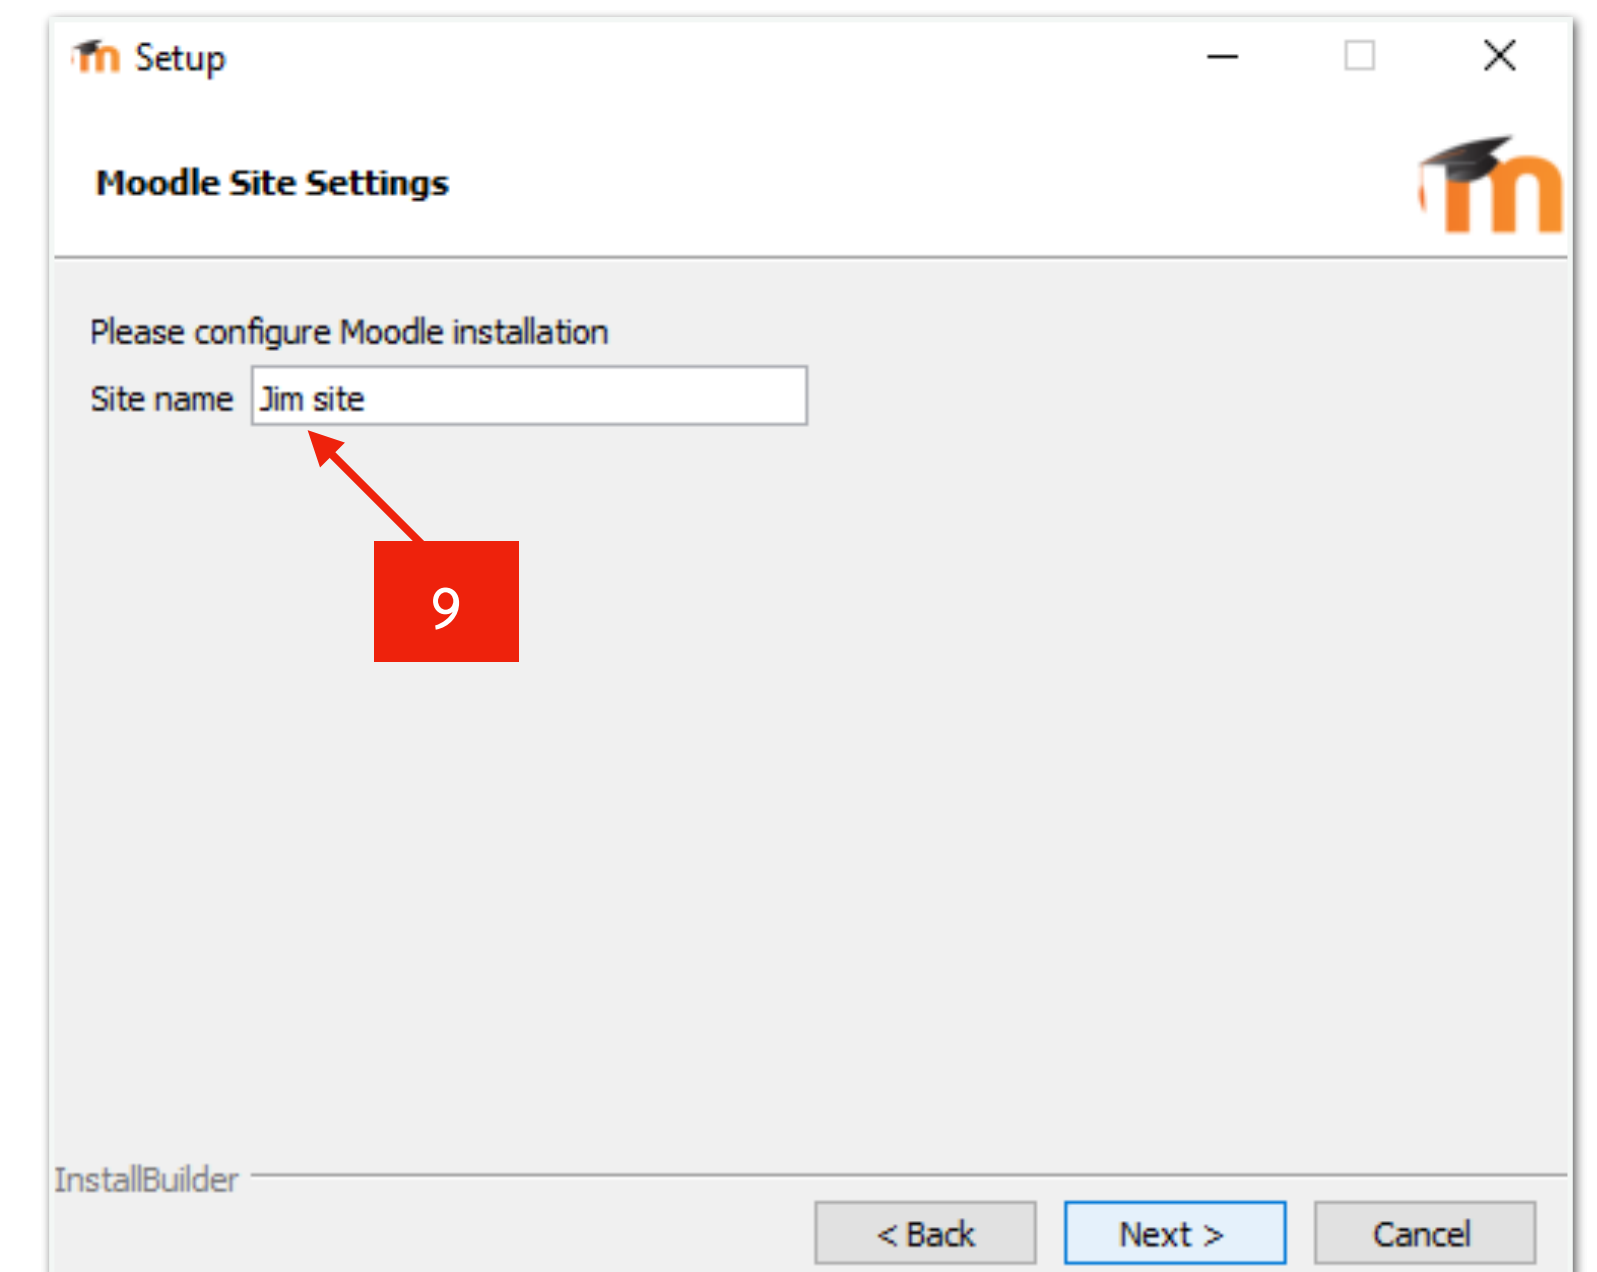 Setup
Moodle Site Settings
Please configure Moodle installation
Site name Jim site
9
InstallBuilder
< Back Next > Cancel